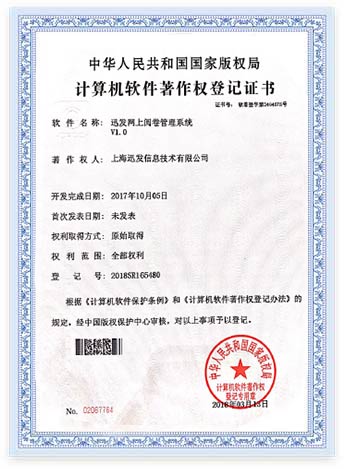 中华人民共和国国家版权局
计算机软件著作权登记证书
证书号： 软著登字第2494575号
软件名称： 迅发网上阅卷管理系统
V1.0
著作权人： 上海迅发信息技术有限公司
开发完成日期： 2017年10月05日
首次发表日期： 未发表
权利取得方式： 原始取得
权利范围： 全部权利
登记号： 2018SR165480
根据《计算机软件保护条例》和《计算机软件著作权登记办法》的
规定，经中国版权保护中心审核，对以上事项予以登记。
中华人民共和国国家版权局
计算机软件著作权
登记专用章
No. 02067764
2018年03月13日